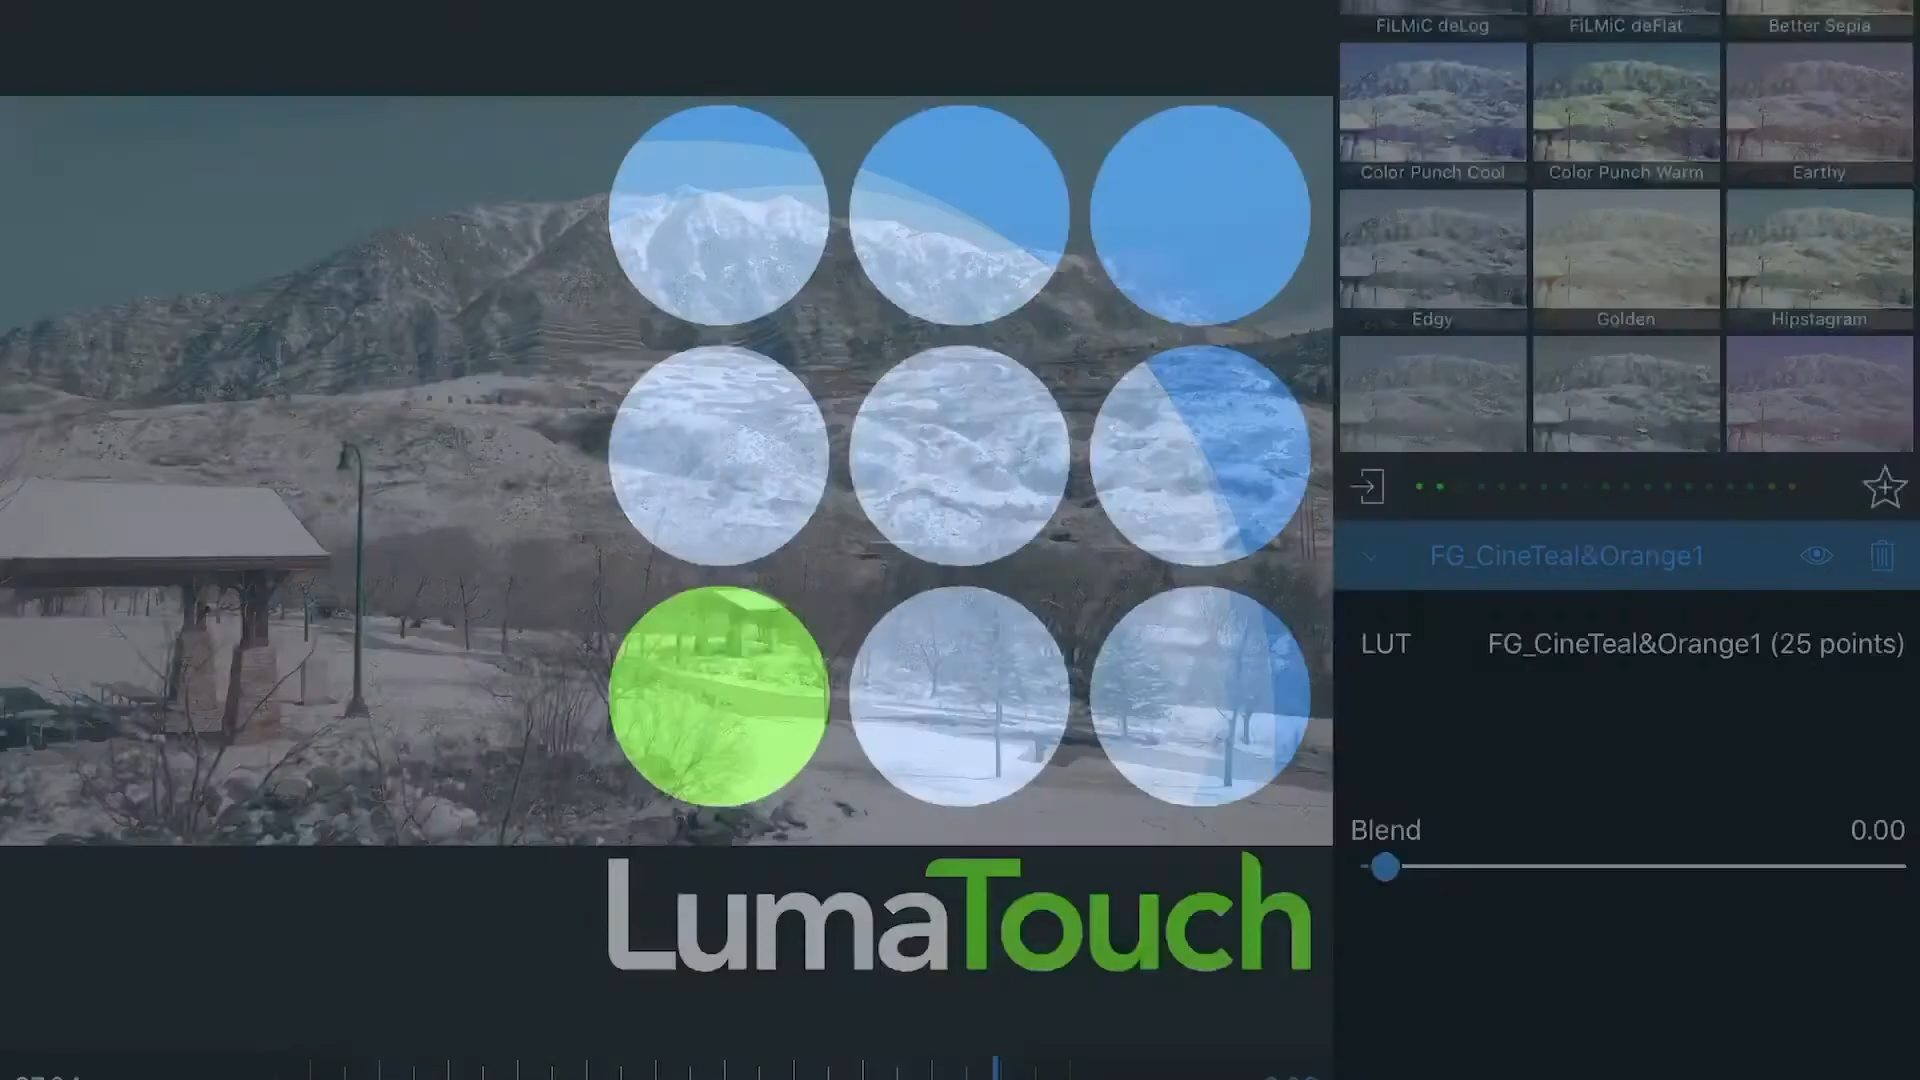 FiLMiC deLog
FiLMiC deFlat
Better Sepia
Color Punch Cool
Color Punch Warm
Earthy
Edgy
Golden
Hipstagram
FG_CineTeal&Orange1
LUT
FG_CineTeal&Orange1 (25 points)
Blend
0.00
LumaTouch